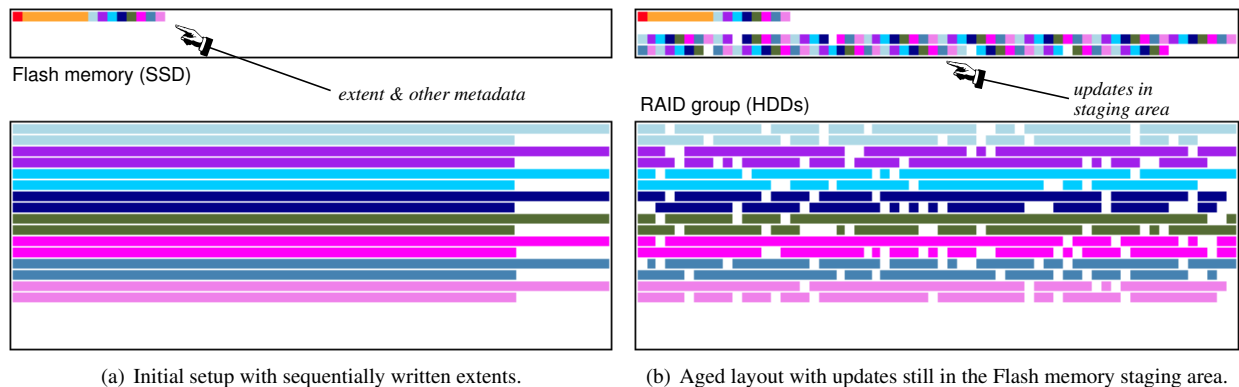 Flash memory (SSD)
extent & other metadata
(a) Initial setup with sequentially written extents.
RAID group (HDDs)
updates in
staging area
(b) Aged layout with updates still in the Flash memory staging area.